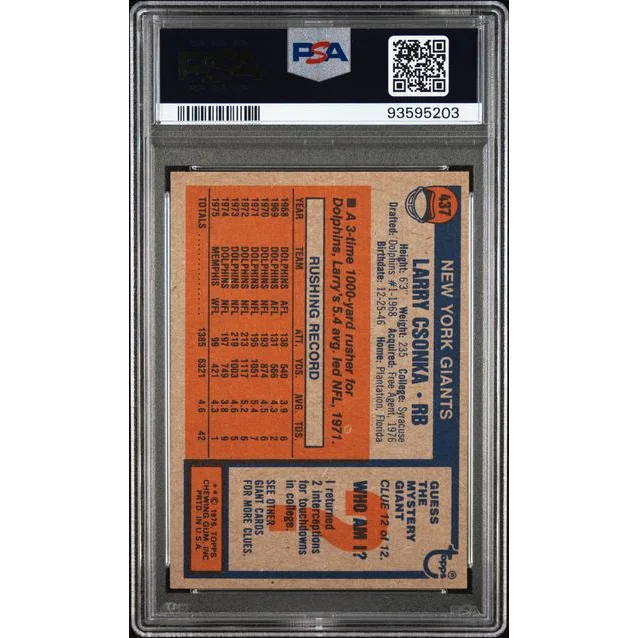 PSA
PSA
93595203
437
NEW YORK GIANTS
LARRY CSONKA • RB
Height: 6'3" Weight: 235 College: Syracuse
Drafted: Dolphins #1-1968 Acquired: Free Agent, 1976
Birthdate: 12-25-46 Home: Plantation, Florida
■ A 3-time 1000-yard rusher for
Dolphins, Larry's 5.4 avg. led NFL, 1971.
RUSHING RECORD
YEAR TEAM ATT. YDS. AVG. TDS.
1968 DOLPHINS AFL 138 540 3.9 6
1969 DOLPHINS AFL 131 566 4.3 2
1970 DOLPHINS NFL 193 874 4.5 6
1971 DOLPHINS NFL 195 1051 5.4 7
1972 DOLPHINS NFL 213 1117 5.2 6
1973 DOLPHINS NFL 219 1003 4.6 5
1974 DOLPHINS NFL 197 749 3.8 9
1975 MEMPHIS WFL 99 421 4.3 1
TOTALS 1385 6321 4.6 42
Topps ®
GUESS
THE
MYSTERY
GIANT
CLUE 12 of 12.
WHO AM I?
I returned
2 interceptions
for touchdowns
in college.
SEE OTHER
GIANT CARDS
FOR MORE CLUES.
** © 1976, TOPPS
CHEWING GUM, INC.
PRTD. IN U.S.A.